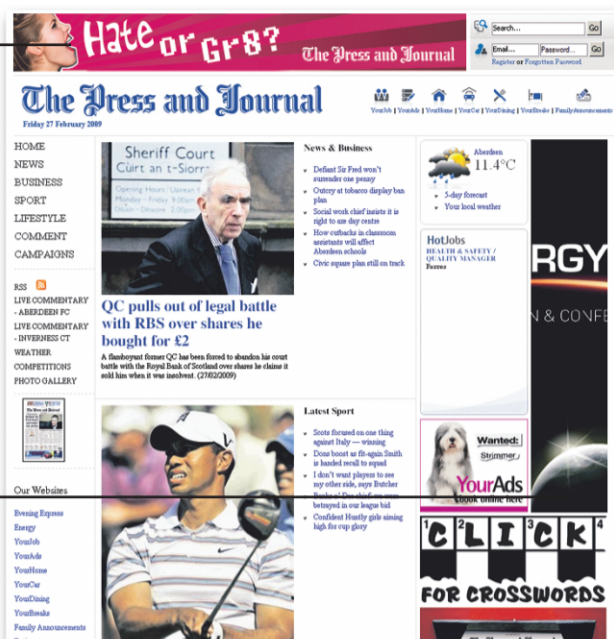 Hate or Gr8?
The Press and Journal
Search...
Go
Email...
Password...
Go
Register or Forgotten Password
The Press and Journal
Friday 27 February 2009
YourJob | YourAds | YourHome | YourCar | YourDining | YourBreaks | FamilyAnnouncements
HOME
NEWS
BUSINESS
SPORT
LIFESTYLE
COMMENT
CAMPAIGNS
RSS
LIVE COMMENTARY
- ABERDEEN FC
LIVE COMMENTARY
- INVERNESS CT
WEATHER
COMPETITIONS
PHOTO GALLERY
Our Websites
Evening Express
Energy
YourJob
YourAds
YourHome
YourCar
YourDining
YourBreaks
Family Announcements
Sheriff Court
Cùirt an t-Siorr
QC pulls out of legal battle
with RBS over shares he
bought for £2
A flamboyant former QC has been forced to abandon his court
battle with the Royal Bank of Scotland over shares he claims it
sold him when it was insolvent. (27/02/2009)
News & Business
Defiant Sir Fred won't
surrender one penny
Outcry at tobacco display ban
plan
Social work chief insists it is
right to use day centre
How cutbacks in classroom
assistants will affect
Aberdeen schools
Civic square plan still on track
Latest Sport
Scots focused on one thing
against Italy — winning
Dons boost as fit-again Smith
is handed recall to squad
I don't want players to see
my other side, says Butcher
betrayed in our league bid
Confident Huntly girls aiming
high for cup glory
Aberdeen
11.4°C
5-day forecast
Your local weather
HotJobs
HEALTH & SAFETY /
QUALITY MANAGER
Forres
RGY
N & CONFE
Wanted:
Strimmer
YourAds
book online here
1 2 3 4
CLICK
FOR CROSSWORDS